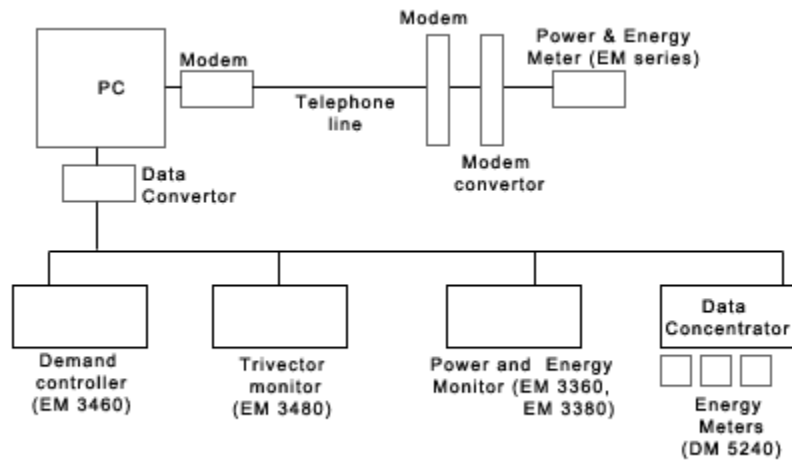 PC
Modem
Telephone
line
Modem
Modem
convertor
Power & Energy
Meter (EM series)
Data
Convertor
Demand
controller
(EM 3460)
Trivector
monitor
(EM 3480)
Power and Energy
Monitor (EM 3360,
EM 3380)
Data
Concentrator
Energy
Meters
(DM 5240)